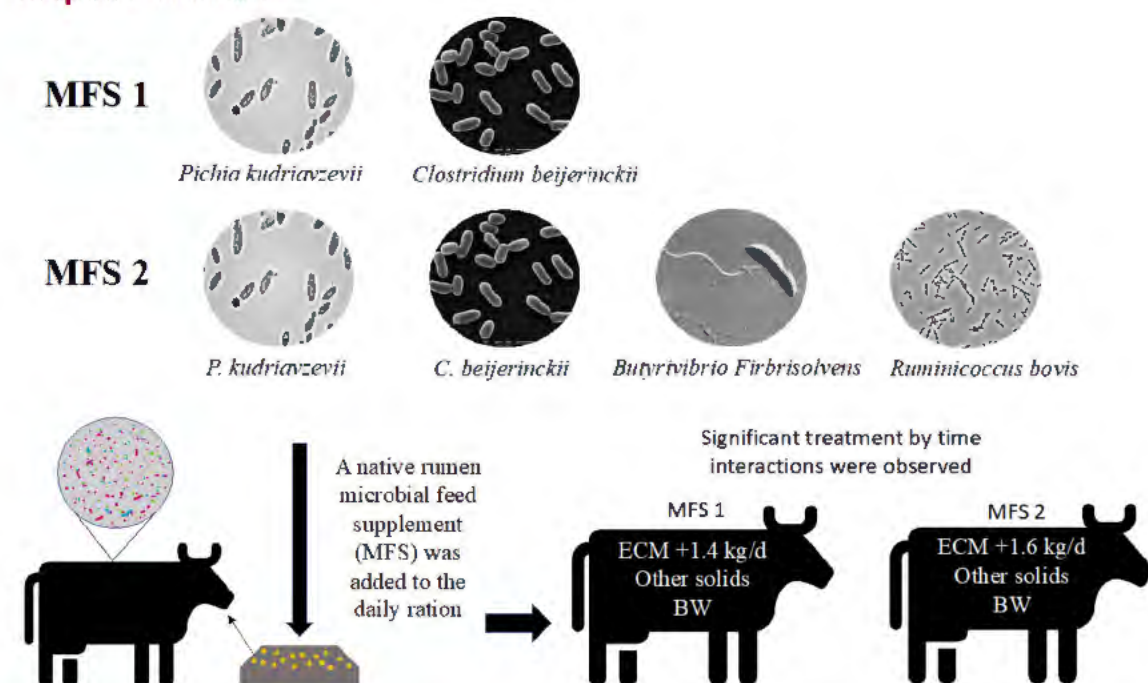 MFS 1
Pichia kudriavzevii
Clostridium beijerinckii
MFS 2
P. kudriavzevii
C. beijerinckii
Butyrivibrio Firbrisolvens
Ruminicoccus bovis
A native rumen
microbial feed
supplement
(MFS) was
added to the
daily ration
Significant treatment by time
interactions were observed
MFS 1
ECM +1.4 kg/d
Other solids
BW
MFS 2
ECM +1.6 kg/d
Other solids
BW